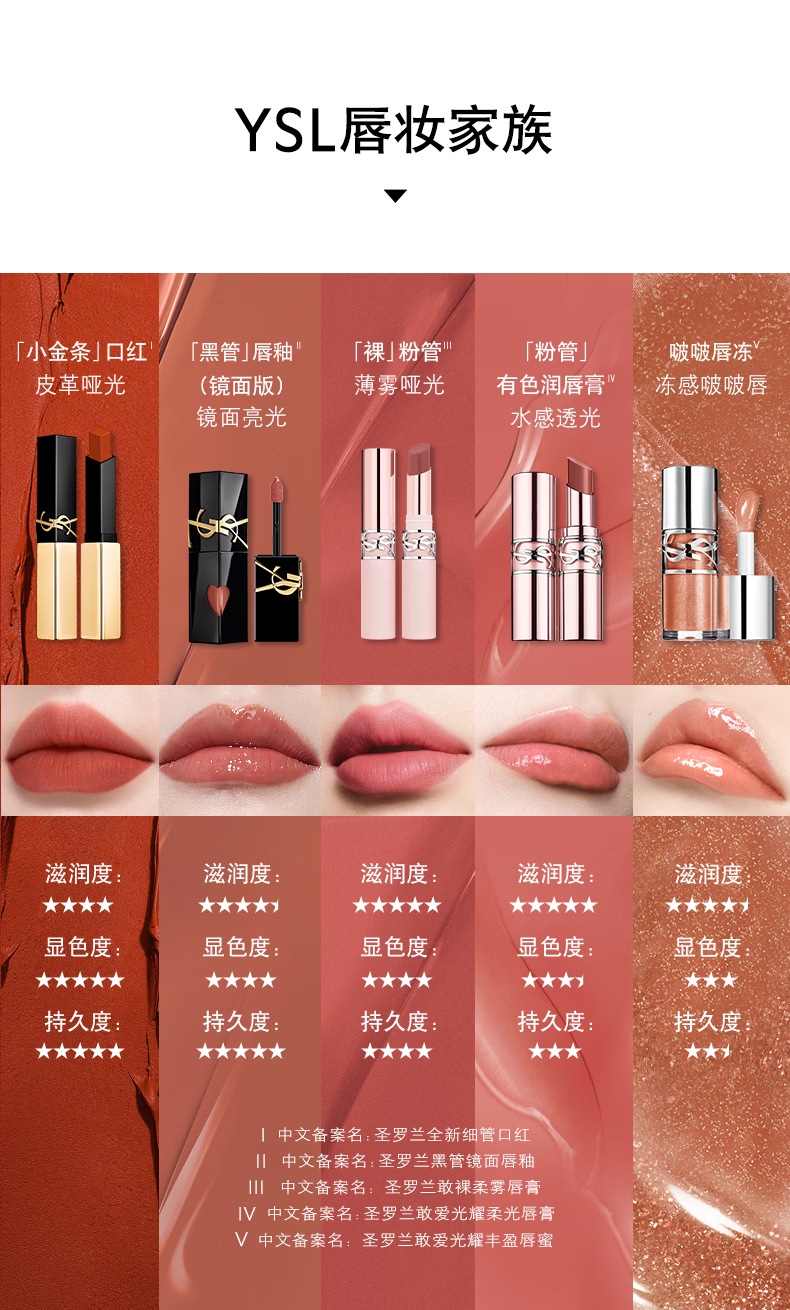 YSL唇妆家族
「小金条」口红I
皮革哑光
「黑管」唇釉II
（镜面版）
镜面亮光
「裸」粉管III
薄雾哑光
「粉管」
有色润唇膏IV
水感透光
啵啵唇冻V
冻感啵啵唇
滋润度：
★★★★
显色度：
★★★★★
持久度：
★★★★★
滋润度：
★★★★⯨
显色度：
★★★★
持久度：
★★★★★
滋润度：
★★★★★
显色度：
★★★★
持久度：
★★★★
滋润度：
★★★★★
显色度：
★★★⯨
持久度：
★★★
滋润度：
★★★★⯨
显色度：
★★★
持久度：
★★⯨
I 中文备案名：圣罗兰全新细管口红
II 中文备案名：圣罗兰黑管镜面唇釉
III 中文备案名：圣罗兰敢裸柔雾唇膏
IV 中文备案名：圣罗兰敢爱光耀柔光唇膏
V 中文备案名：圣罗兰敢爱光耀丰盈唇蜜